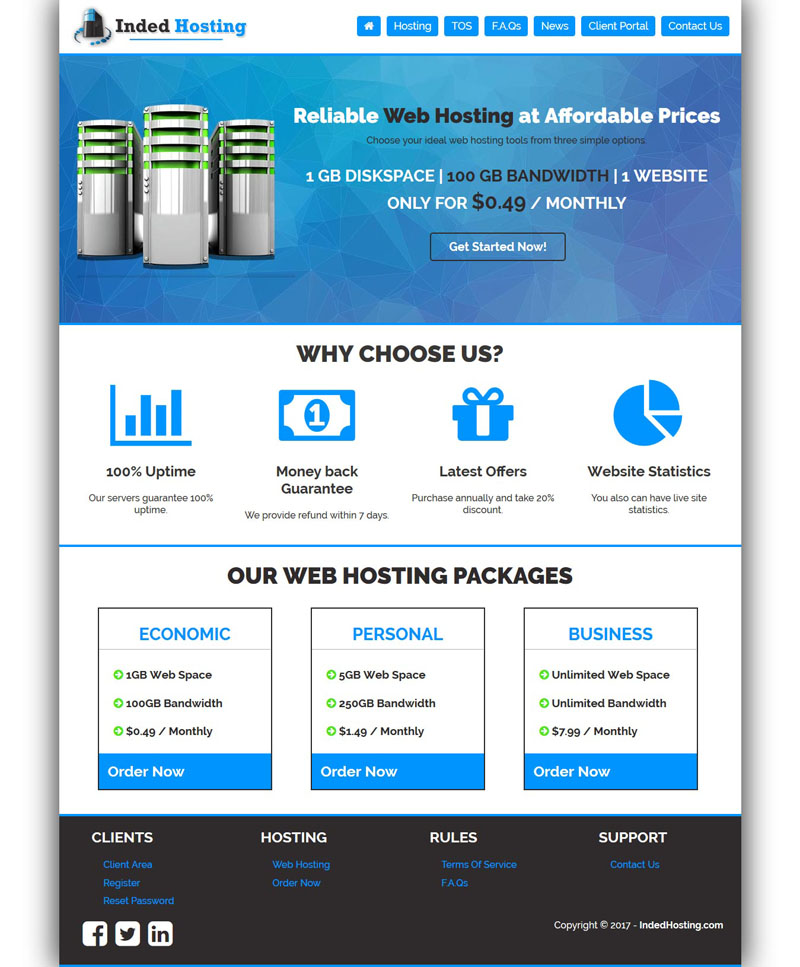 Inded Hosting
Hosting
TOS
F.A.Qs
News
Client Portal
Contact Us
Reliable Web Hosting at Affordable Prices
Choose your ideal web hosting tools from three simple options.
1 GB DISKSPACE | 100 GB BANDWIDTH | 1 WEBSITE
ONLY FOR $0.49 / MONTHLY
Get Started Now!
WHY CHOOSE US?
1
100% Uptime
Our servers guarantee 100%
uptime.
Money back
Guarantee
We provide refund within 7 days.
Latest Offers
Purchase annually and take 20%
discount.
Website Statistics
You also can have live site
statistics.
OUR WEB HOSTING PACKAGES
ECONOMIC
1GB Web Space
100GB Bandwidth
$0.49 / Monthly
Order Now
PERSONAL
5GB Web Space
250GB Bandwidth
$1.49 / Monthly
Order Now
BUSINESS
Unlimited Web Space
Unlimited Bandwidth
$7.99 / Monthly
Order Now
CLIENTS
Client Area
Register
Reset Password
HOSTING
Web Hosting
Order Now
RULES
Terms Of Service
F.A.Qs
SUPPORT
Contact Us
Copyright © 2017 - IndedHosting.com